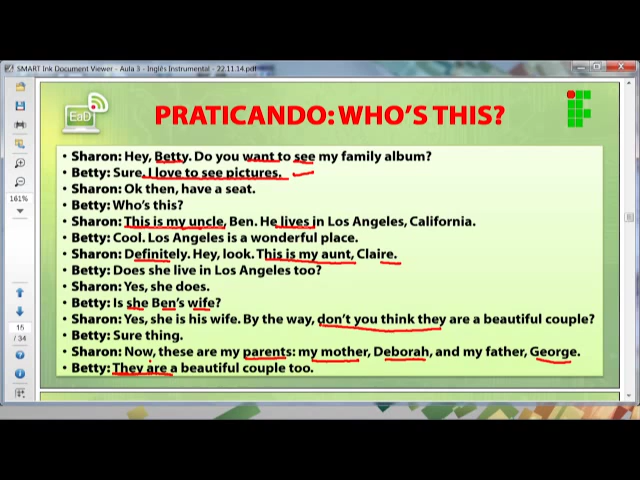 SMART Ink Document Viewer - Aula 3 - Inglês Instrumental - 22.11.14.pdf
EaD
PRATICANDO: WHO'S THIS?
• Sharon: Hey, Betty. Do you want to see my family album?
• Betty: Sure. I love to see pictures.
• Sharon: Ok then, have a seat.
• Betty: Who's this?
• Sharon: This is my uncle, Ben. He lives in Los Angeles, California.
• Betty: Cool. Los Angeles is a wonderful place.
• Sharon: Definitely. Hey, look. This is my aunt, Claire.
• Betty: Does she live in Los Angeles too?
• Sharon: Yes, she does.
• Betty: Is she Ben's wife?
• Sharon: Yes, she is his wife. By the way, don't you think they are a beautiful couple?
• Betty: Sure thing.
• Sharon: Now, these are my parents: my mother, Deborah, and my father, George.
• Betty: They are a beautiful couple too.
161%
15
/ 34